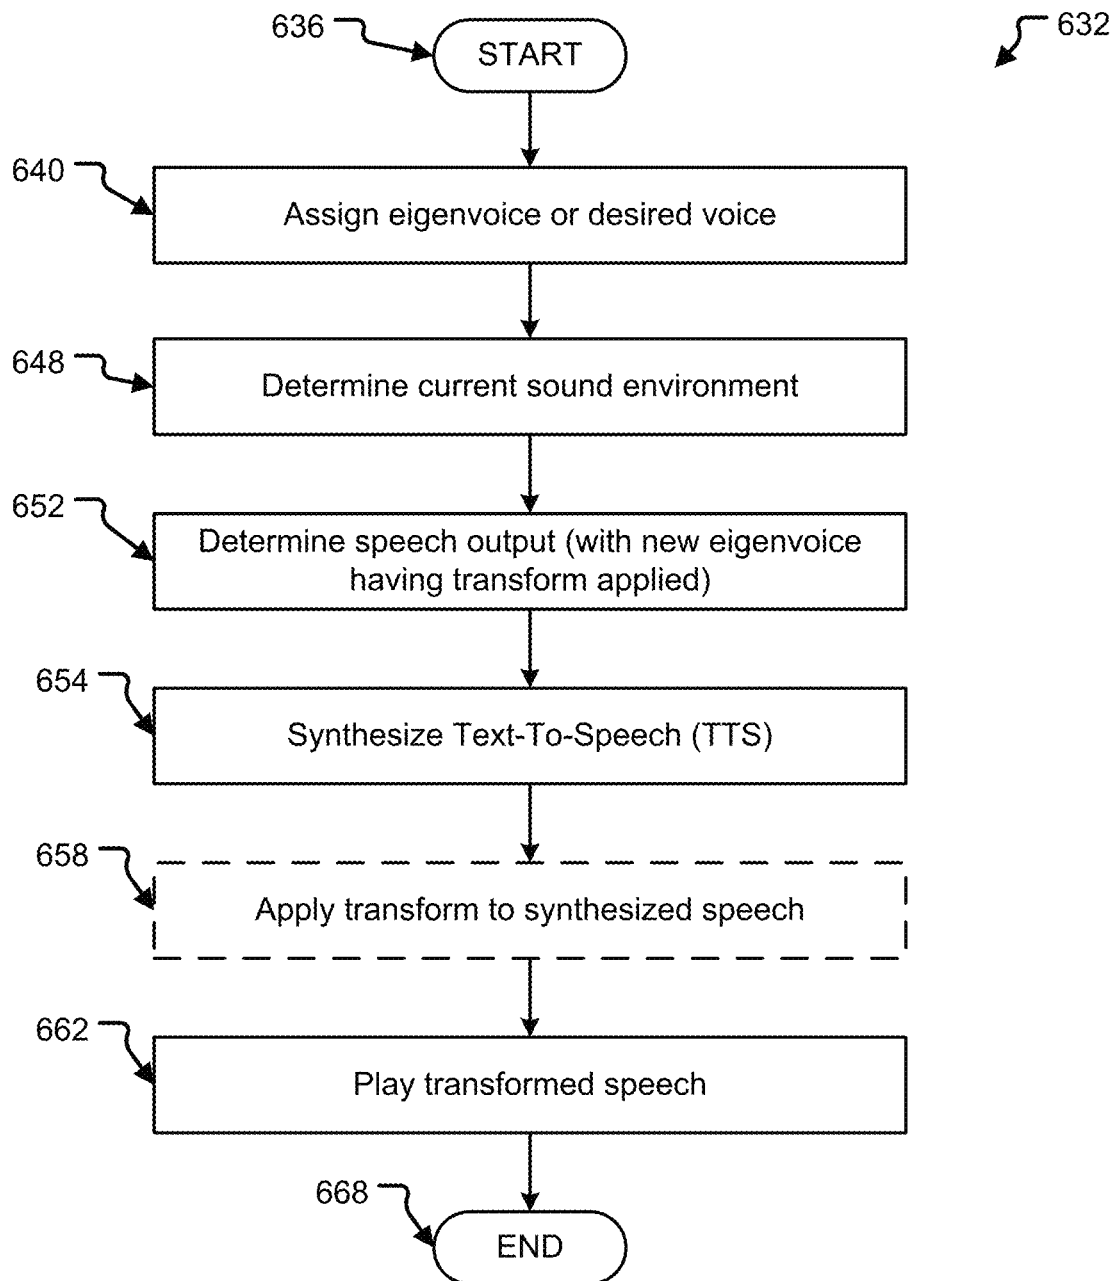 636
START
632
640
Assign eigenvoice or desired voice
648
Determine current sound environment
652
Determine speech output (with new eigenvoice
having transform applied)
654
Synthesize Text-To-Speech (TTS)
658
Apply transform to synthesized speech
662
Play transformed speech
668
END